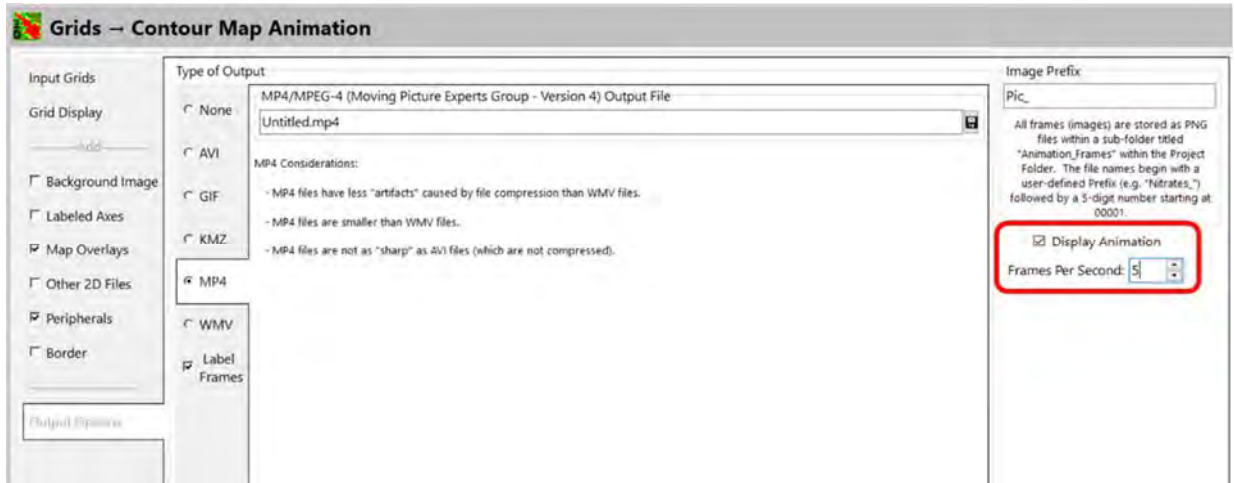 Grids → Contour Map Animation
Input Grids
Grid Display
Add
Background Image
Labeled Axes
Map Overlays
Other 2D Files
Peripherals
Border
Output Options
Type of Output
None
AVI
GIF
KMZ
MP4
WMV
Label
Frames
MP4/MPEG-4 (Moving Picture Experts Group - Version 4) Output File
Untitled.mp4
MP4 Considerations:
- MP4 files have less "artifacts" caused by file compression than WMV files.
- MP4 files are smaller than WMV files.
- MP4 files are not as "sharp" as AVI files (which are not compressed).
Image Prefix
Pic_
All frames (images) are stored as PNG
files within a sub-folder titled
"Animation_Frames" within the Project
Folder. The file names begin with a
user-defined Prefix (e.g. "Nitrates_")
followed by a 5-digit number starting at
00001.
Display Animation
Frames Per Second: 5